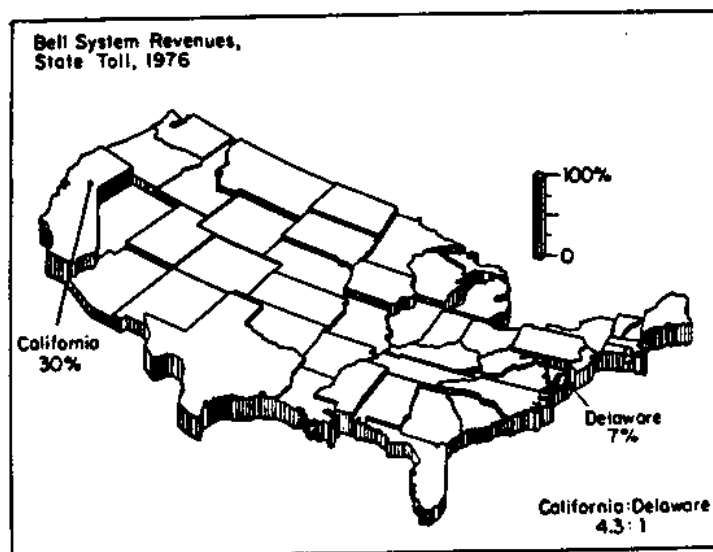 Bell System Revenues,
State Toll, 1976
100%
0
California
30%
Delaware
7%
California:Delaware
4.3:1